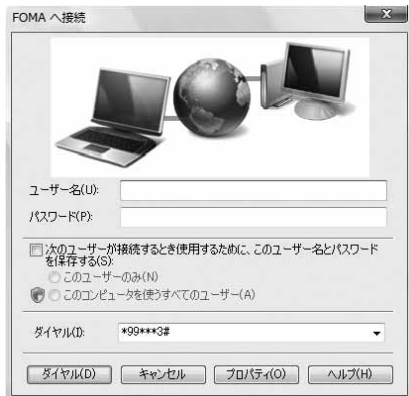 FOMA へ接続
ユーザー名(U):
パスワード(P):
次のユーザーが接続するとき使用するために、このユーザー名とパスワード
を保存する(S):
このユーザーのみ(N)
このコンピュータを使うすべてのユーザー(A)
ダイヤル(I):
*99***3#
ダイヤル(D) キャンセル プロパティ(O) ヘルプ(H)